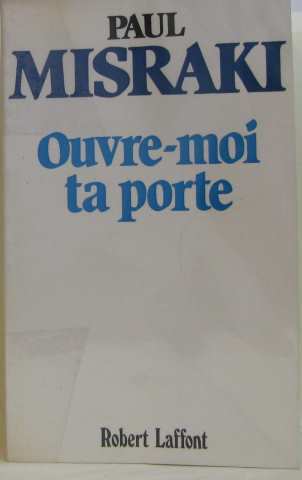 PAUL
MISRAKI
Ouvre-moi
ta porte
Robert Laffont